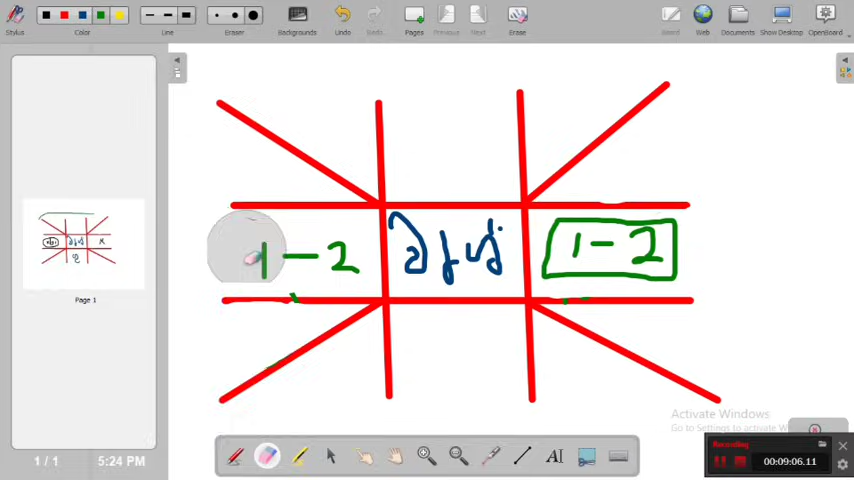 Stylus
Color
Line
Eraser
Backgrounds
Undo
Redo
Pages
Previous
Next
Erase
Board
Web
Documents
Show Desktop
OpenBoard
1-2
1-2
Page 1
Activate Windows
Go to Settings to activate W
Recording
00:09:06.11
1 / 1
5:24 PM